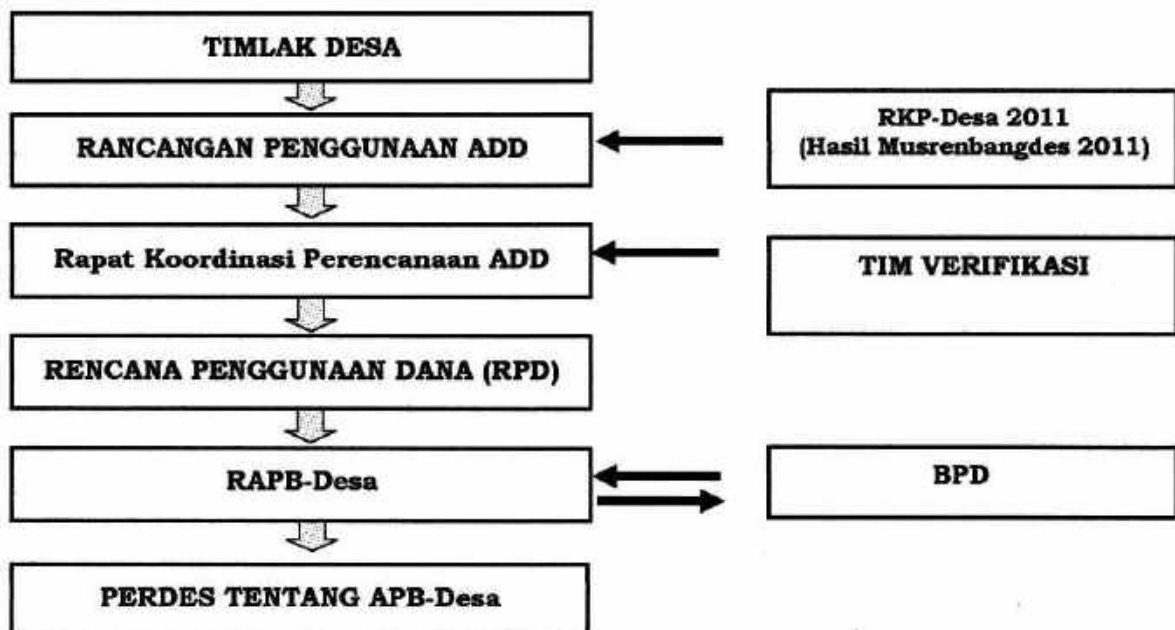 TIMLAK DESA
RANCANGAN PENGGUNAAN ADD
RKP-Desa 2011
(Hasil Musrenbangdes 2011)
Rapat Koordinasi Perencanaan ADD
TIM VERIFIKASI
RENCANA PENGGUNAAN DANA (RPD)
RAPB-Desa
BPD
PERDES TENTANG APB-Desa